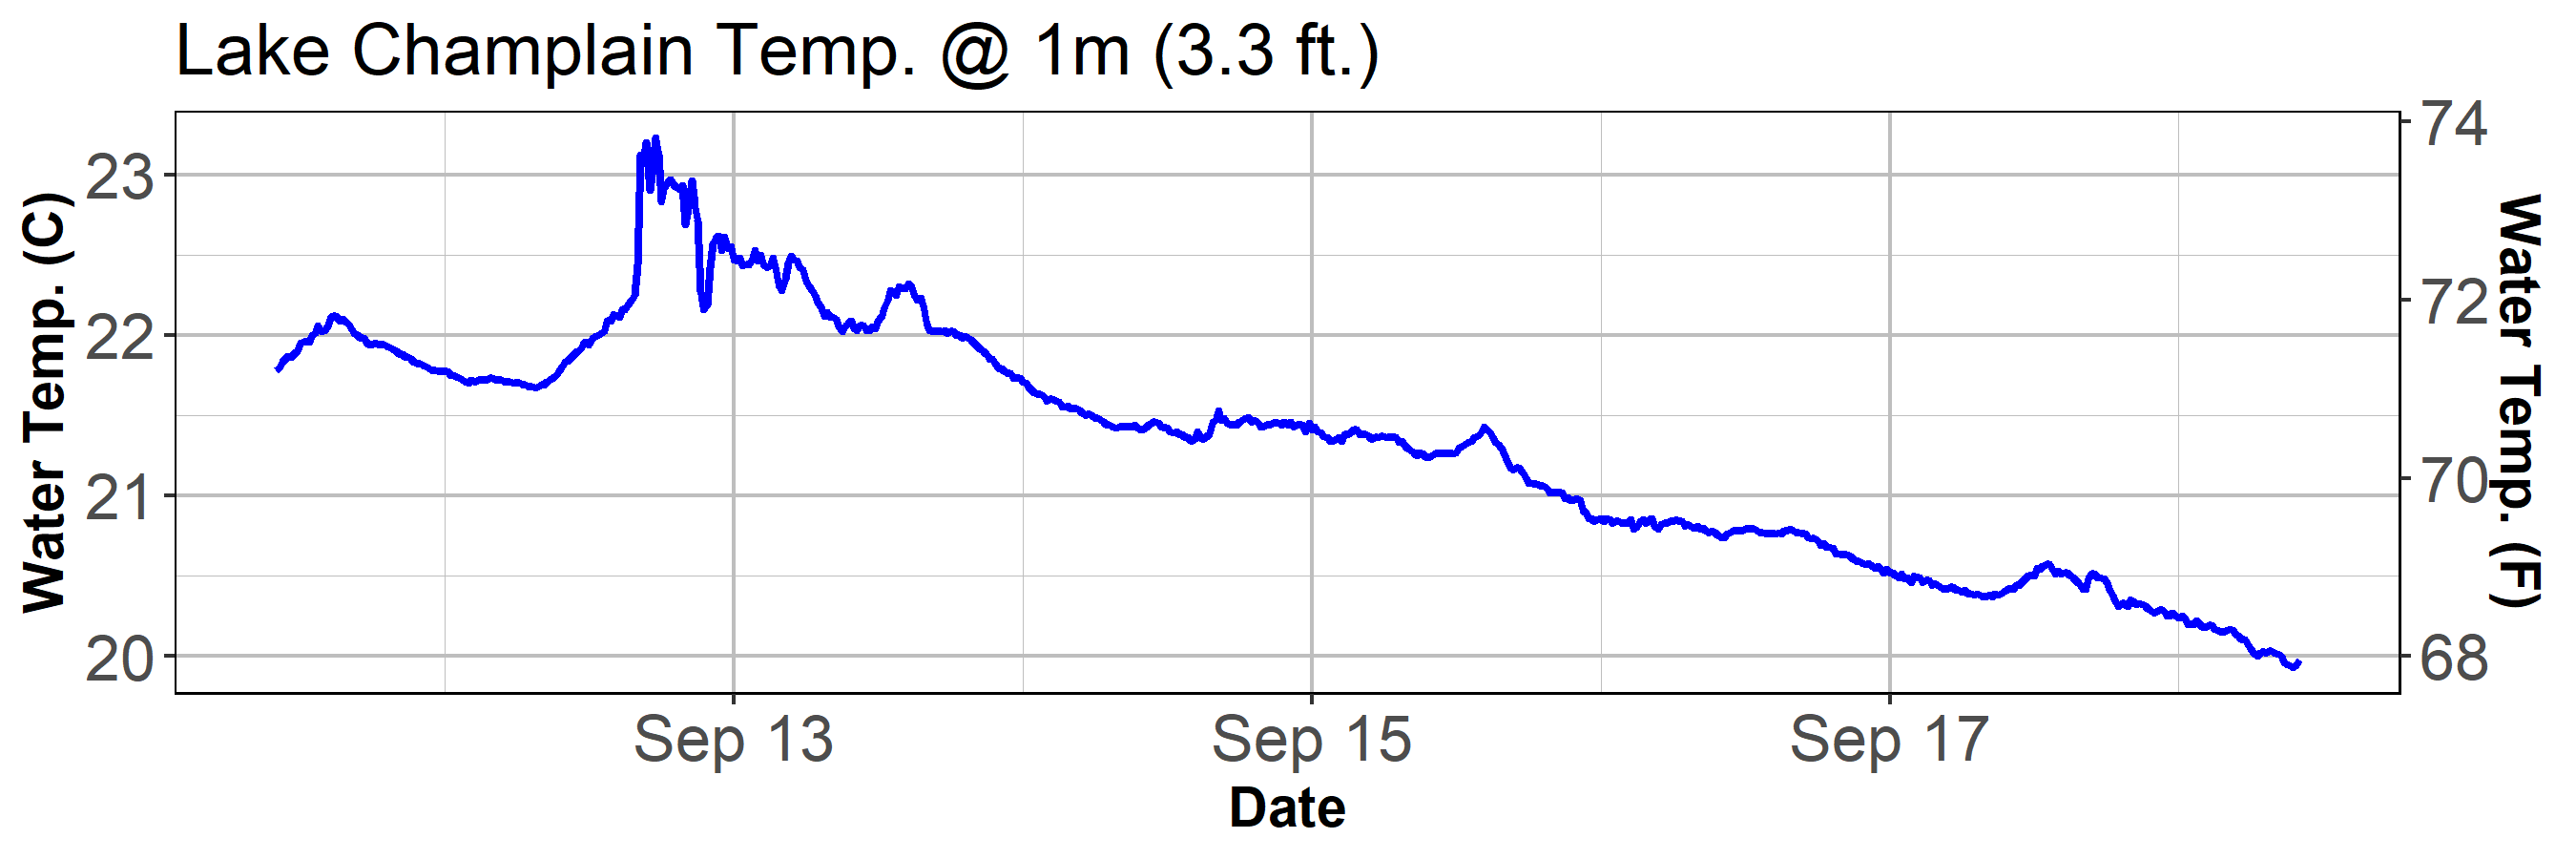 Lake Champlain Temp. @ 1m (3.3 ft.)
Water Temp. (C)
23
22
21
20
74
72
70
68
Water Temp. (F)
Sep 13
Sep 15
Sep 17
Date